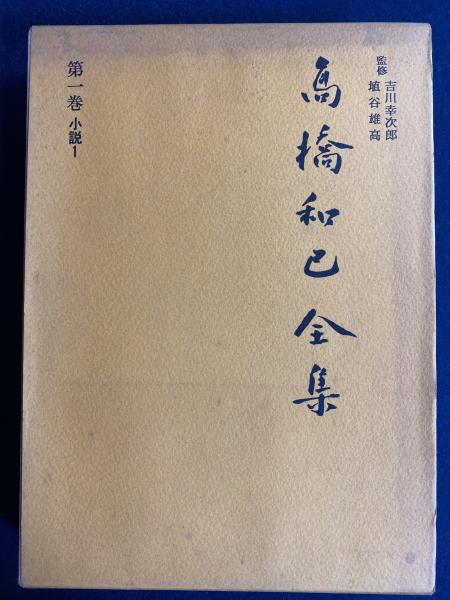 監修 吉川幸次郎
埴谷雄高
高橋和巳全集
第一巻 小説1